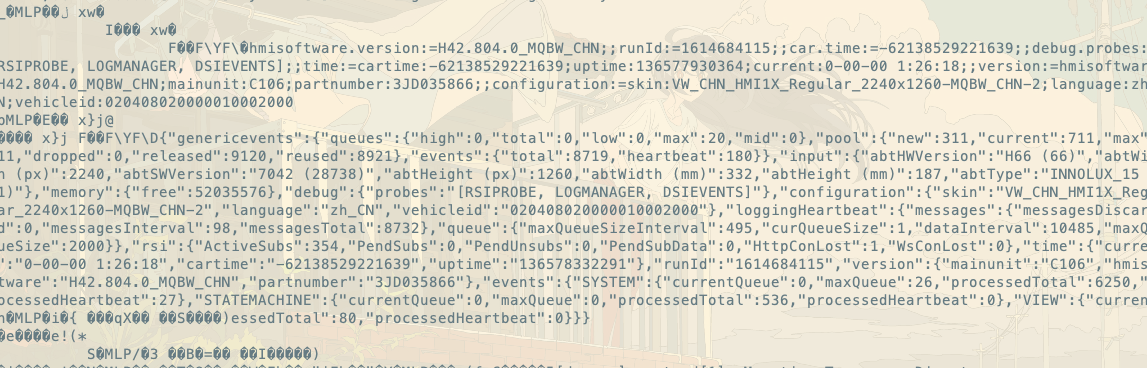 _�MLP��J xw�
I��� xw�
F��F\YF\�hmisoftware.version:=H42.804.0_MQBW_CHN;;runId:=1614684115;;car.time:=-62138529221639;;debug.probes:
RSIPROBE, LOGMANAGER, DSIEVENTS];;time:=cartime:-62138529221639;uptime:136577930364;current:0-00-00 1:26:18;;version:=hmisoftwar
H42.804.0_MQBW_CHN;mainunit:C106;partnumber:3JD035866;;configuration:=skin:VW_CHN_HMI1X_Regular_2240x1260-MQBW_CHN-2;language:zh
N;vehicleid:020408020000010002000
oMLP�E�� x}j@
���� x}j F��F\YF\D{"genericevents":{"queues":{"high":0,"total":0,"low":0,"max":20,"mid":0},"pool":{"new":311,"current":711,"max"
11,"dropped":0,"released":9120,"reused":8921},"events":{"total":8719,"heartbeat":180}},"input":{"abtHWVersion":"H66 (66)","abtWi
h (px)":2240,"abtSWVersion":"7042 (28738)","abtHeight (px)":1260,"abtWidth (mm)":332,"abtHeight (mm)":187,"abtType":"INNOLUX_15
1)"},"memory":{"free":52035576},"debug":{"probes":"[RSIPROBE, LOGMANAGER, DSIEVENTS]"},"configuration":{"skin":"VW_CHN_HMI1X_Reg
ar_2240x1260-MQBW_CHN-2","language":"zh_CN","vehicleid":"020408020000010002000"},"loggingHeartbeat":{"messages":{"messagesDiscar
d":0,"messagesInterval":98,"messagesTotal":8732},"queue":{"maxQueueSizeInterval":495,"curQueueSize":1,"dataInterval":10485,"maxQ
ueSize":2000}},"rsi":{"ActiveSubs":354,"PendSubs":0,"PendUnsubs":0,"PendSubData":0,"HttpConLost":1,"WsConLost":0},"time":{"curre
":"0-00-00 1:26:18","cartime":"-62138529221639","uptime":"136578332291"},"runId":"1614684115","version":{"mainunit":"C106","hmis
tware":"H42.804.0_MQBW_CHN","partnumber":"3JD035866"},"events":{"SYSTEM":{"currentQueue":0,"maxQueue":26,"processedTotal":6250,"
ocessedHeartbeat":27},"STATEMACHINE":{"currentQueue":0,"maxQueue":0,"processedTotal":536,"processedHeartbeat":0},"VIEW":{"curren
n�MLP�i�{ ���qX�� ��S����)essedTotal":80,"processedHeartbeat":0}}}
�e����e!(*
S�MLP/�3 ��B�=�� ��I�����)